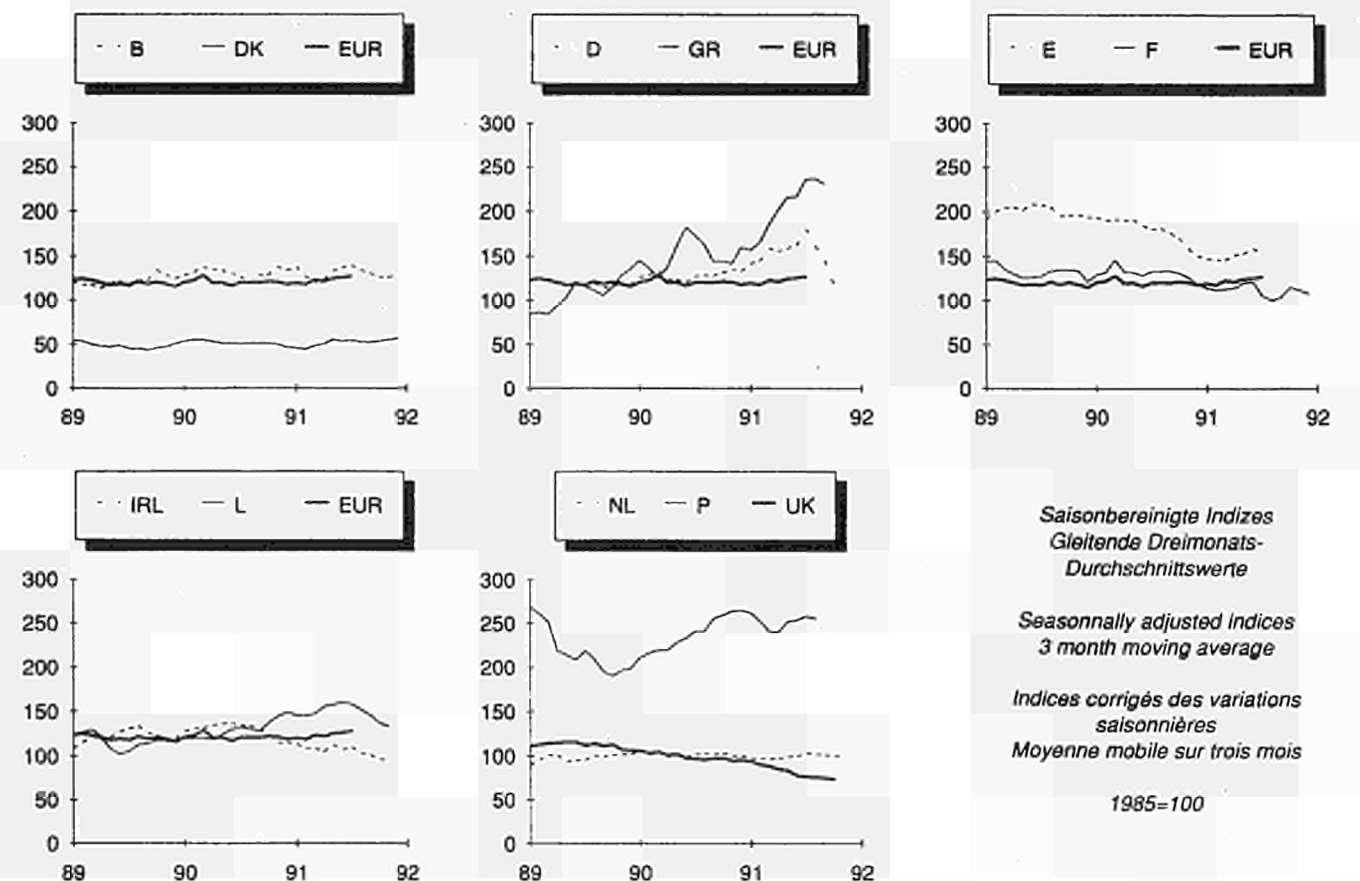 B DK EUR
300
250
200
150
100
50
0
89 90 91 92
D GR EUR
300
250
200
150
100
50
0
89 90 91 92
E F EUR
300
250
200
150
100
50
0
89 90 91 92
IRL L EUR
300
250
200
150
100
50
0
89 90 91 92
NL P UK
300
250
200
150
100
50
0
89 90 91 92
Saisonbereinigte Indizes
Gleitende Dreimonats-
Durchschnittswerte
Seasonnally adjusted indices
3 month moving average
Indices corrigés des variations
saisonnières
Moyenne mobile sur trois mois
1985=100